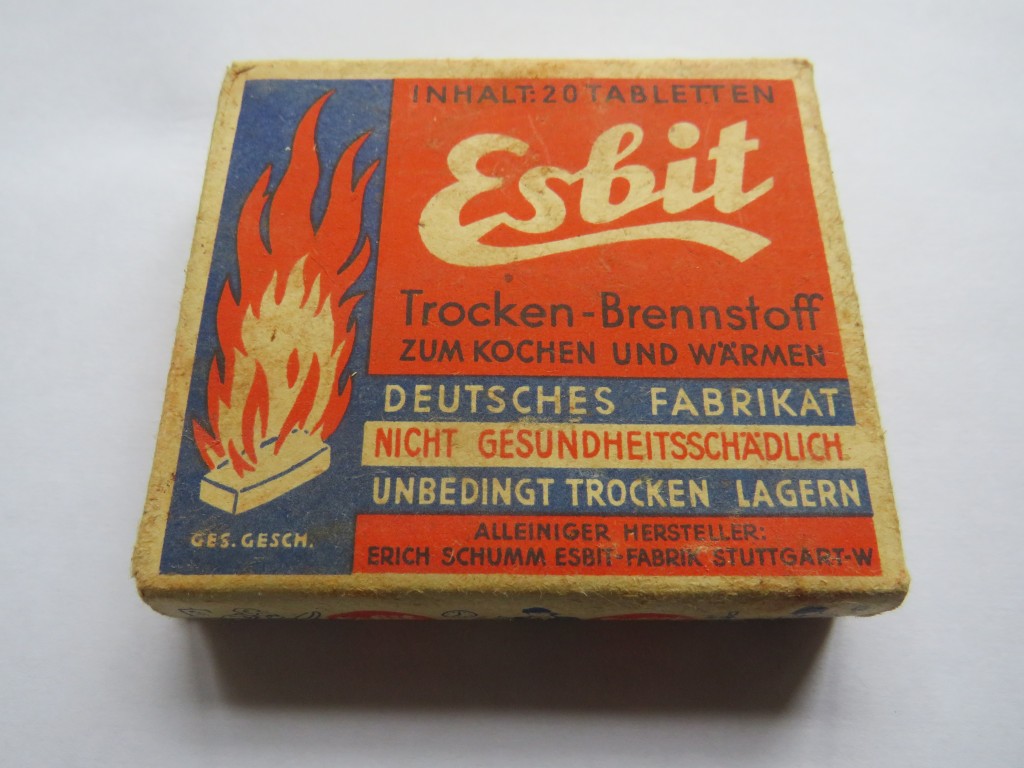 INHALT: 20 TABLETTEN
Esbit
Trocken-Brennstoff
ZUM KOCHEN UND WÄRMEN
DEUTSCHES FABRIKAT
NICHT GESUNDHEITSSCHÄDLICH
UNBEDINGT TROCKEN LAGERN
GES. GESCH.
ALLEINIGER HERSTELLER:
ERICH SCHUMM ESBIT-FABRIK STUTTGART-W